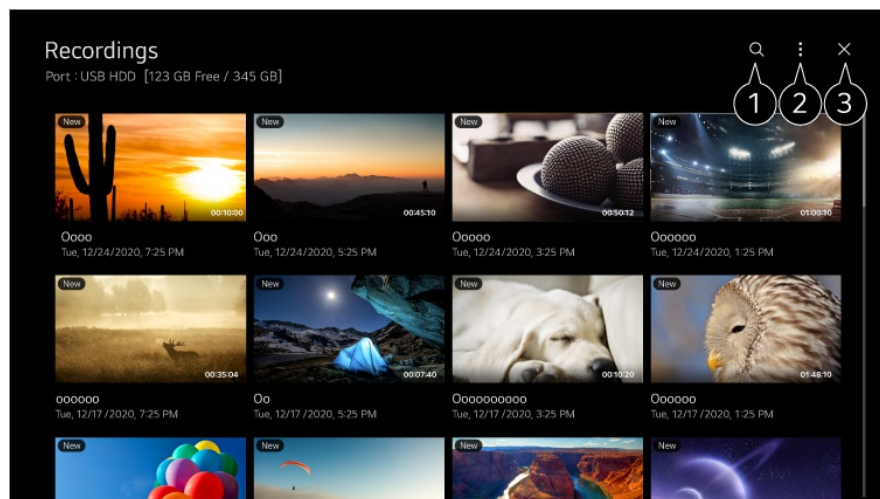 Recordings
Port : USB HDD [123 GB Free / 345 GB]
1 2 3
New New New New
00:10:00 00:45:10 00:50:12 01:00:10
Oooo Ooo Ooooo Oooooo
Tue, 12/24/2020, 7:25 PM Tue, 12/24/2020, 5:25 PM Tue, 12/24/2020, 3:25 PM Tue, 12/24/2020, 1:25 PM
New New New New
00:35:04 00:07:40 00:10:20 01:48:10
oooooo Oo Oooooooooo Oooooo
Tue, 12/17/2020, 7:25 PM Tue, 12/17/2020, 5:25 PM Tue, 12/17/2020, 3:25 PM Tue, 12/17/2020, 1:25 PM
New New New New